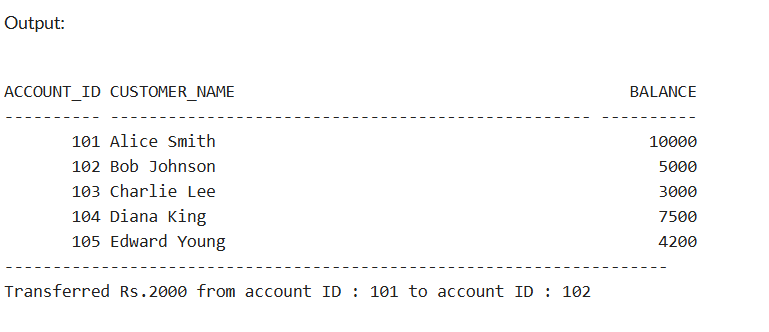 Output:
ACCOUNT_ID CUSTOMER_NAME                                         BALANCE
---------- -------------------------------------------------- ----------
       101 Alice Smith                                             10000
       102 Bob Johnson                                              5000
       103 Charlie Lee                                              3000
       104 Diana King                                               7500
       105 Edward Young                                             4200
---------------------------------------------------------------------
Transferred Rs.2000 from account ID : 101 to account ID : 102